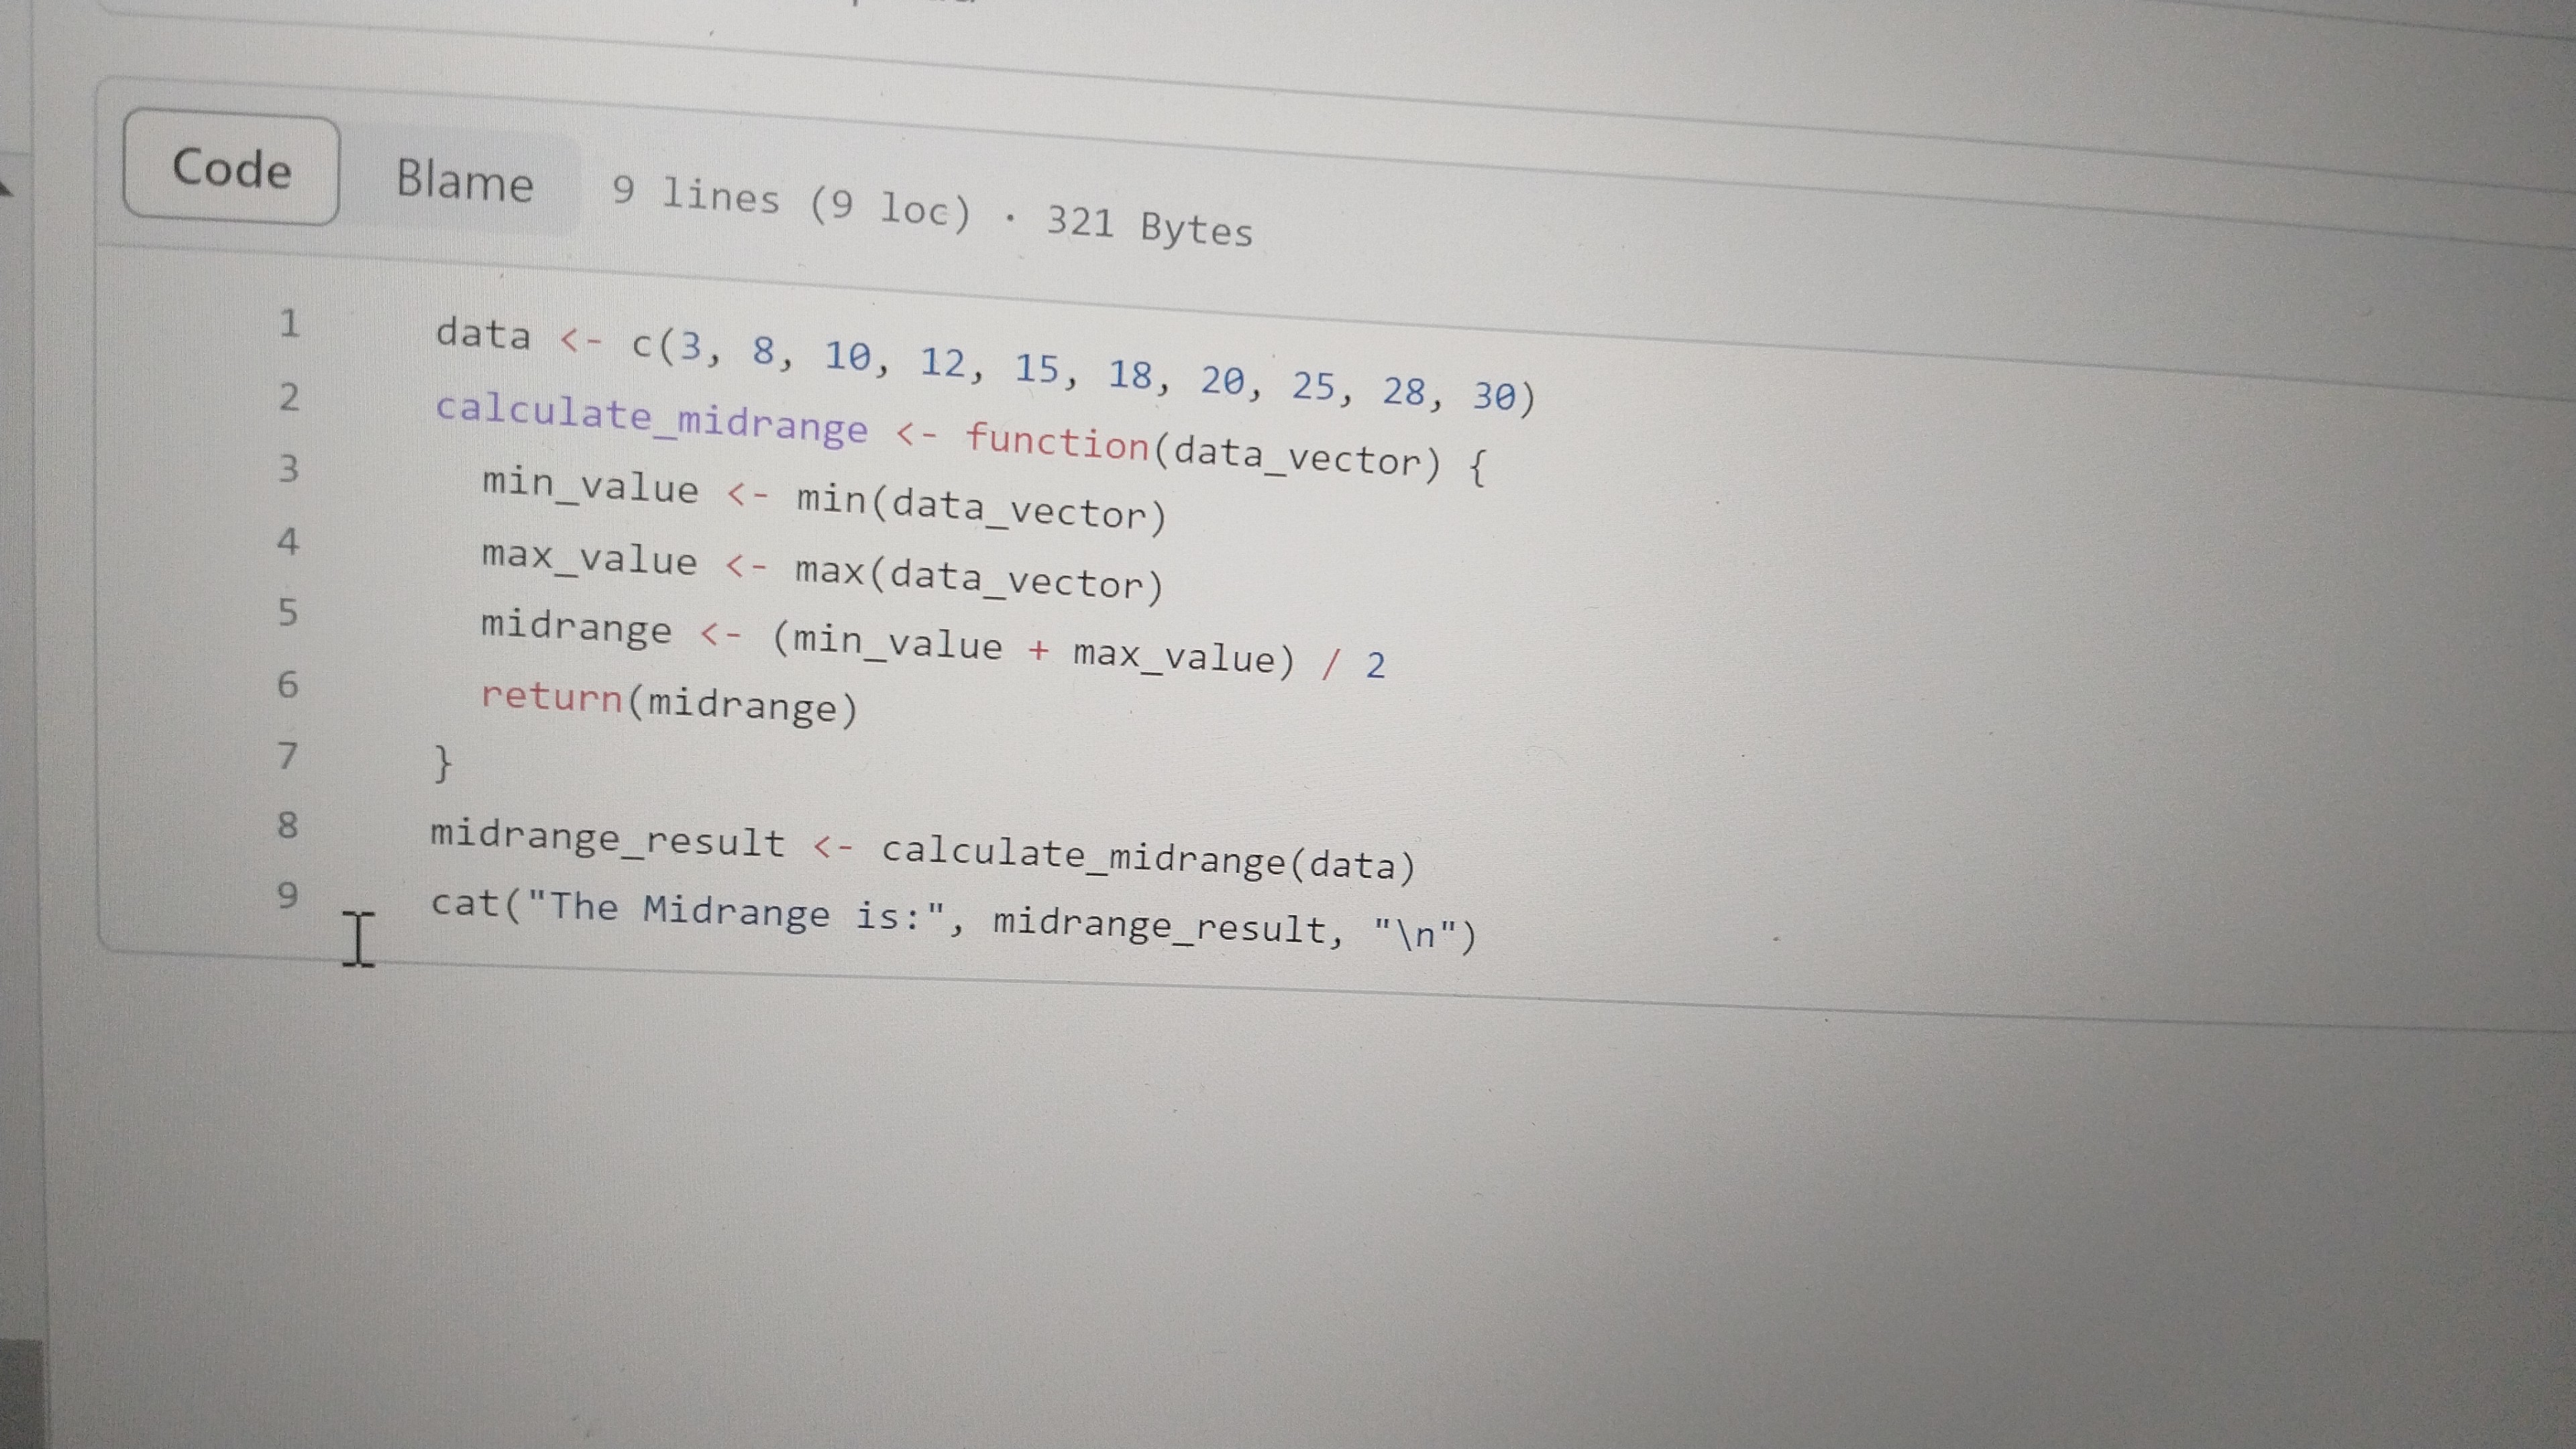 Code Blame 9 lines (9 loc) · 321 Bytes
1 data <- c(3, 8, 10, 12, 15, 18, 20, 25, 28, 30)
2 calculate_midrange <- function(data_vector) {
3   min_value <- min(data_vector)
4   max_value <- max(data_vector)
5   midrange <- (min_value + max_value) / 2
6   return(midrange)
7 }
8 midrange_result <- calculate_midrange(data)
9 cat("The Midrange is:", midrange_result, "\n")